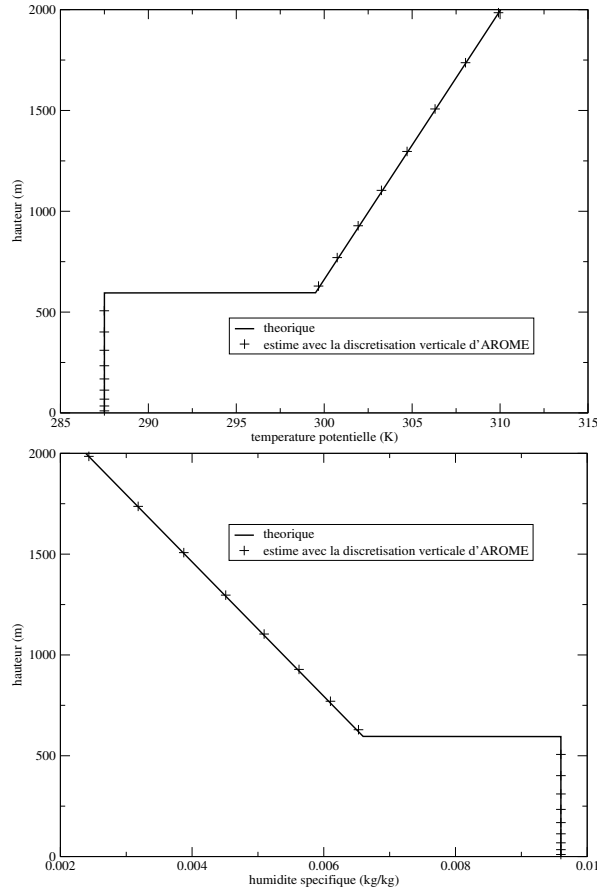 2000
1500
hauteur (m)
1000
500
0
theorique
estime avec la discretisation verticale d'AROME
285 290 295 300 305 310 315
temperature potentielle (K)
2000
1500
hauteur (m)
1000
500
0
theorique
estime avec la discretisation verticale d'AROME
0.002 0.004 0.006 0.008 0.01
humidite specifique (kg/kg)